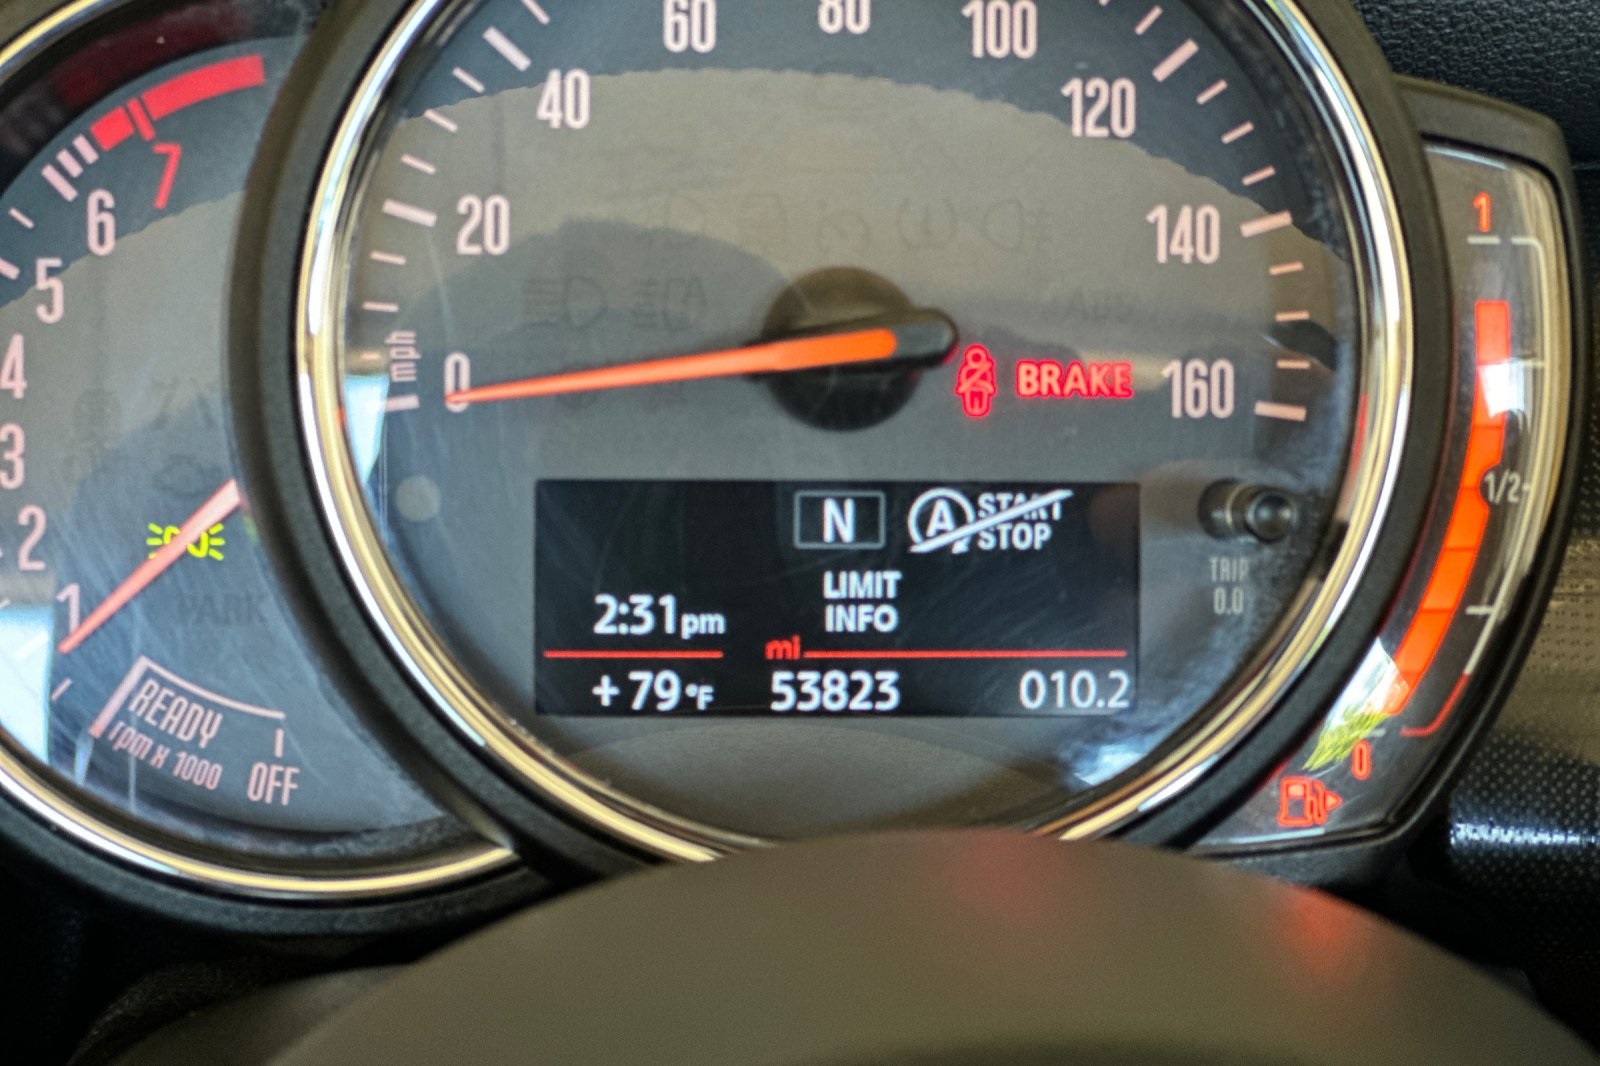 60 80 100
40 120
20 140
mph
0 160
BRAKE
7
6
5
4
3
2
1
READY
rpm x 1000
OFF
PARK
N
A START STOP
LIMIT
INFO
2:31pm
mi
+79°F 53823 010.2
TRIP
0.0
1
1/2
0